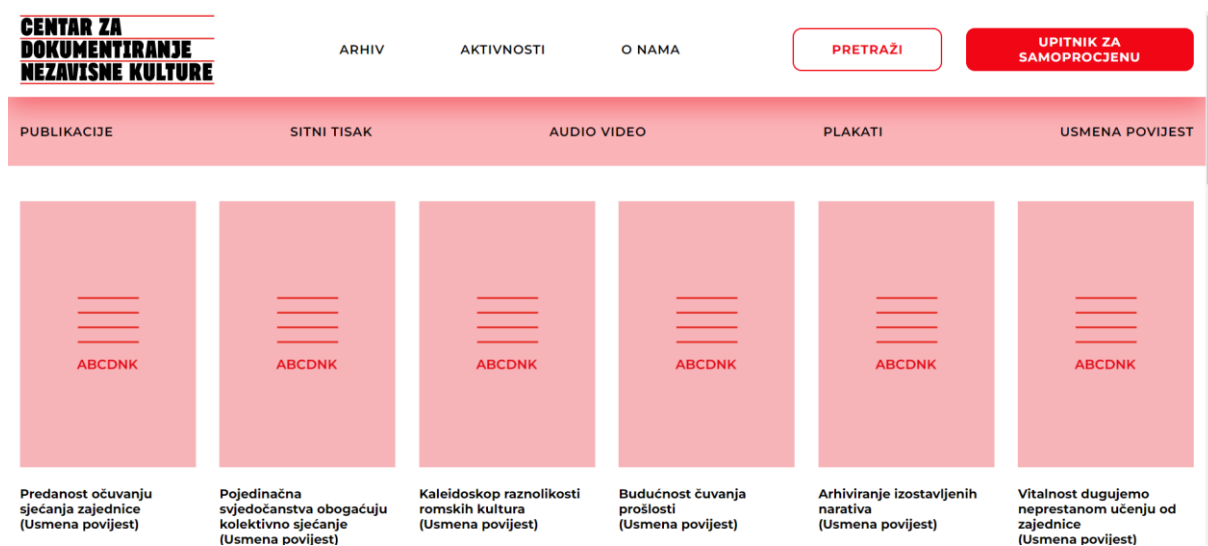 CENTAR ZA
DOKUMENTIRANJE
NEZAVISNE KULTURE
ARHIV
AKTIVNOSTI
O NAMA
PRETRAŽI
UPITNIK ZA
SAMOPROCJENU
PUBLIKACIJE
SITNI TISAK
AUDIO VIDEO
PLAKATI
USMENA POVIJEST
ABCDNK
ABCDNK
ABCDNK
ABCDNK
ABCDNK
ABCDNK
Predanost očuvanju
sjećanja zajednice
(Usmena povijest)
Pojedinačna
svjedočanstva obogaćuju
kolektivno sjećanje
(Usmena povijest)
Kaleidoskop raznolikosti
romskih kultura
(Usmena povijest)
Budućnost čuvanja
prošlosti
(Usmena povijest)
Arhiviranje izostavljenih
narativa
(Usmena povijest)
Vitalnost dugujemo
neprestanom učenju od
zajednice
(Usmena povijest)